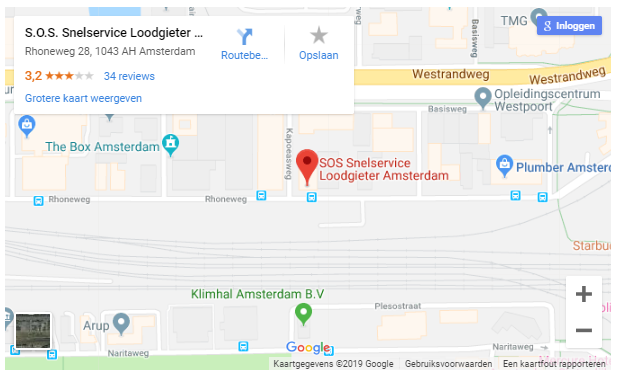 S.O.S. Snelservice Loodgieter ...
Rhoneweg 28, 1043 AH Amsterdam
3,2
34 reviews
Grotere kaart weergeven
Routebe...
Opslaan
TMG
Inloggen
Basisweg
Westrandweg
Westrandweg
Opleidingscentrum
Westpoort
Basisweg
The Box Amsterdam
Kapoeasweg
SOS Snelservice
Loodgieter Amsterdam
Plumber Amsterd
Rhoneweg
Rhoneweg
Starbu
Klimhal Amsterdam B.V
Plesostraat
Arup
Naritaweg
Google
Naritaweg
Kaartgegevens ©2019 Google
Gebruiksvoorwaarden
Een kaartfout rapporteren